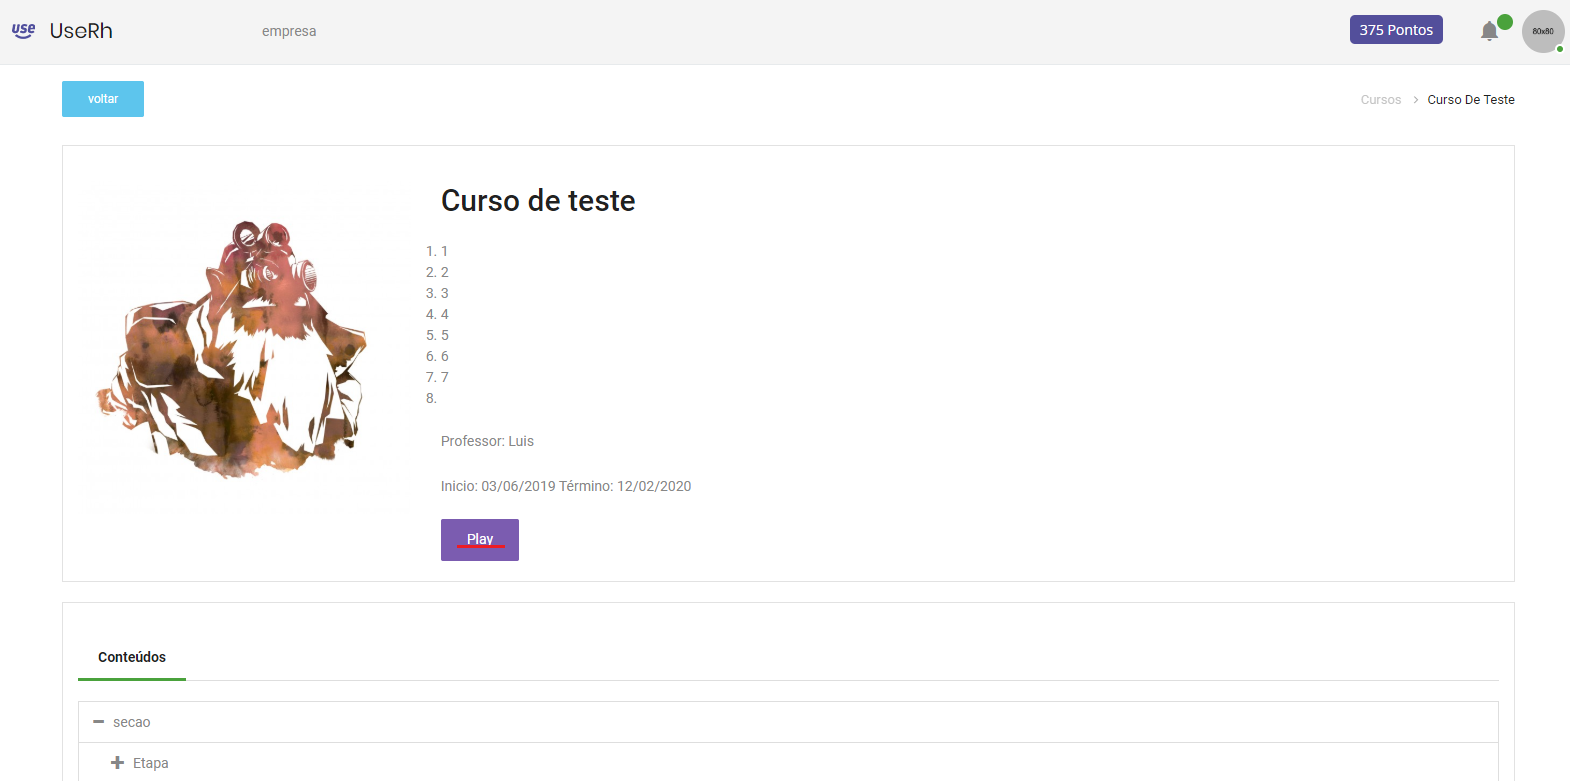 use UseRh empresa 375 Pontos 80x80
voltar Cursos > Curso De Teste
Curso de teste
1. 1
2. 2
3. 3
4. 4
5. 5
6. 6
7. 7
8.
Professor: Luis
Inicio: 03/06/2019 Término: 12/02/2020
Play
Conteúdos
secao
Etapa